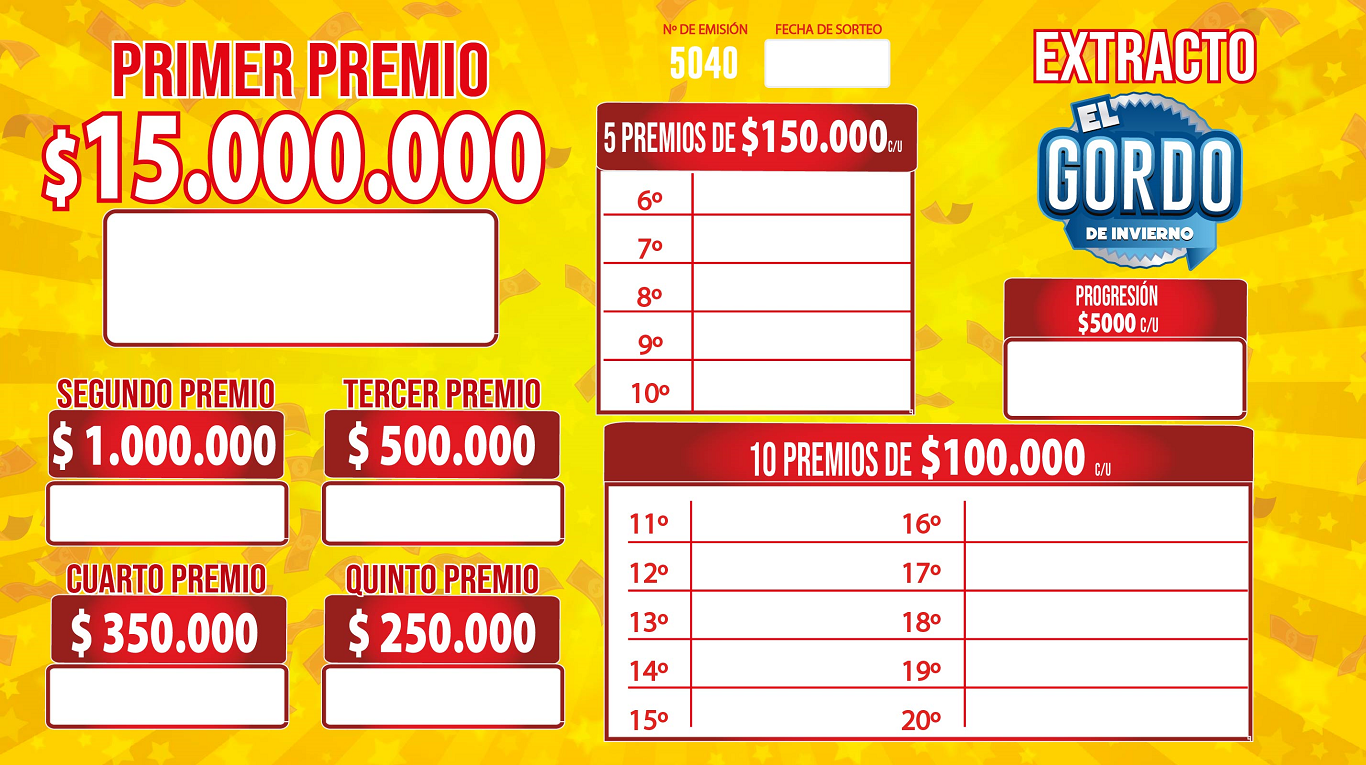 PRIMER PREMIO
$15.000.000
SEGUNDO PREMIO
$ 1.000.000
TERCER PREMIO
$ 500.000
CUARTO PREMIO
$ 350.000
QUINTO PREMIO
$ 250.000
Nº DE EMISIÓN
5040
FECHA DE SORTEO
5 PREMIOS DE $150.000 C/U
6º
7º
8º
9º
10º
EXTRACTO
EL
GORDO
DE INVIERNO
PROGRESIÓN
$5000 C/U
10 PREMIOS DE $100.000 C/U
11º
12º
13º
14º
15º
16º
17º
18º
19º
20º